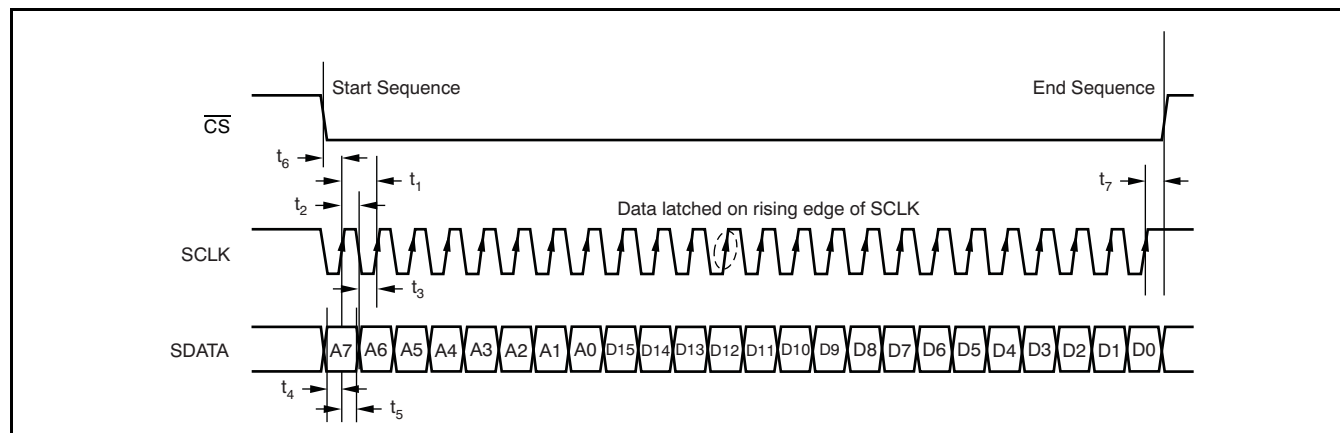 Start Sequence End Sequence
C̅S̅
t₆
t₁
t₇
t₂
Data latched on rising edge of SCLK
SCLK
t₃
SDATA A7 A6 A5 A4 A3 A2 A1 A0 D15 D14 D13 D12 D11 D10 D9 D8 D7 D6 D5 D4 D3 D2 D1 D0
t₄
t₅